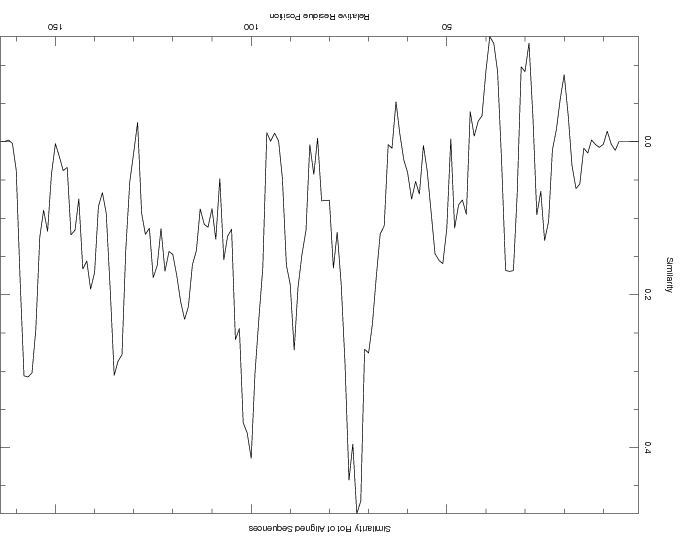 Similarity Plot of Aligned Sequences
0.4
0.2
Similarity
0.0
50 100 150
Relative Residue Position